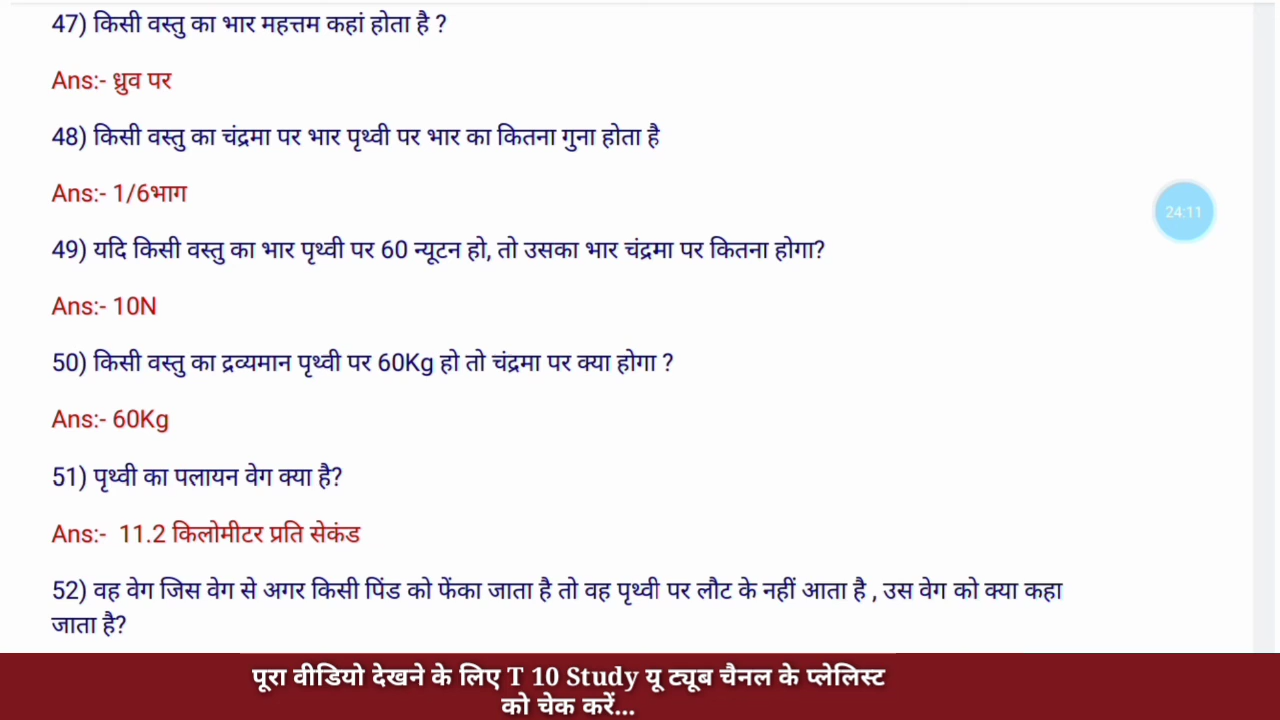 47) किसी वस्तु का भार महत्तम कहां होता है ?
Ans:- ध्रुव पर
48) किसी वस्तु का चंद्रमा पर भार पृथ्वी पर भार का कितना गुना होता है
Ans:- 1/6भाग
24:11
49) यदि किसी वस्तु का भार पृथ्वी पर 60 न्यूटन हो, तो उसका भार चंद्रमा पर कितना होगा?
Ans:- 10N
50) किसी वस्तु का द्रव्यमान पृथ्वी पर 60Kg हो तो चंद्रमा पर क्या होगा ?
Ans:- 60Kg
51) पृथ्वी का पलायन वेग क्या है?
Ans:- 11.2 किलोमीटर प्रति सेकंड
52) वह वेग जिस वेग से अगर किसी पिंड को फेंका जाता है तो वह पृथ्वी पर लौट के नहीं आता है , उस वेग को क्या कहा
जाता है?
पूरा वीडियो देखने के लिए T 10 Study यू ट्यूब चैनल के प्लेलिस्ट
को चेक करें...